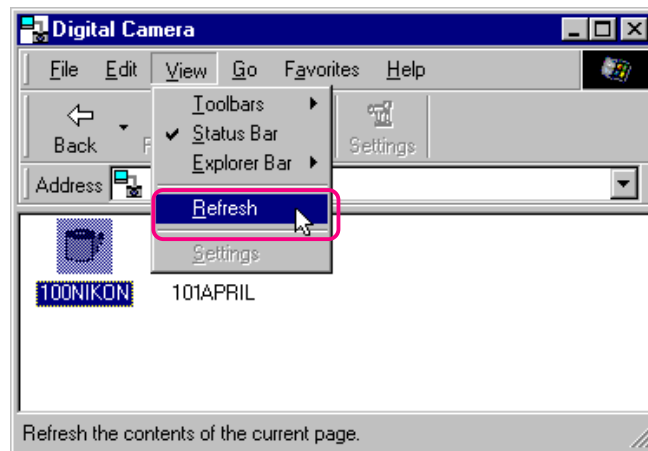 Digital Camera
File Edit View Go Favorites Help
Toolbars
Back Status Bar Settings
Explorer Bar
Address
Refresh
Settings
100NIKON 101APRIL
Refresh the contents of the current page.